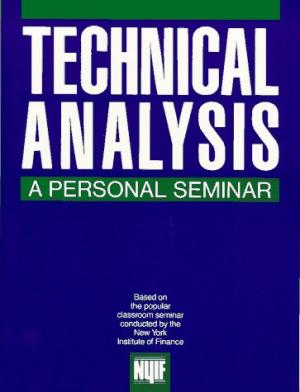 TECHNICAL
ANALYSIS
A PERSONAL SEMINAR
Based on
the popular
classroom seminar
conducted by the
New York
Institute of Finance
NYIF